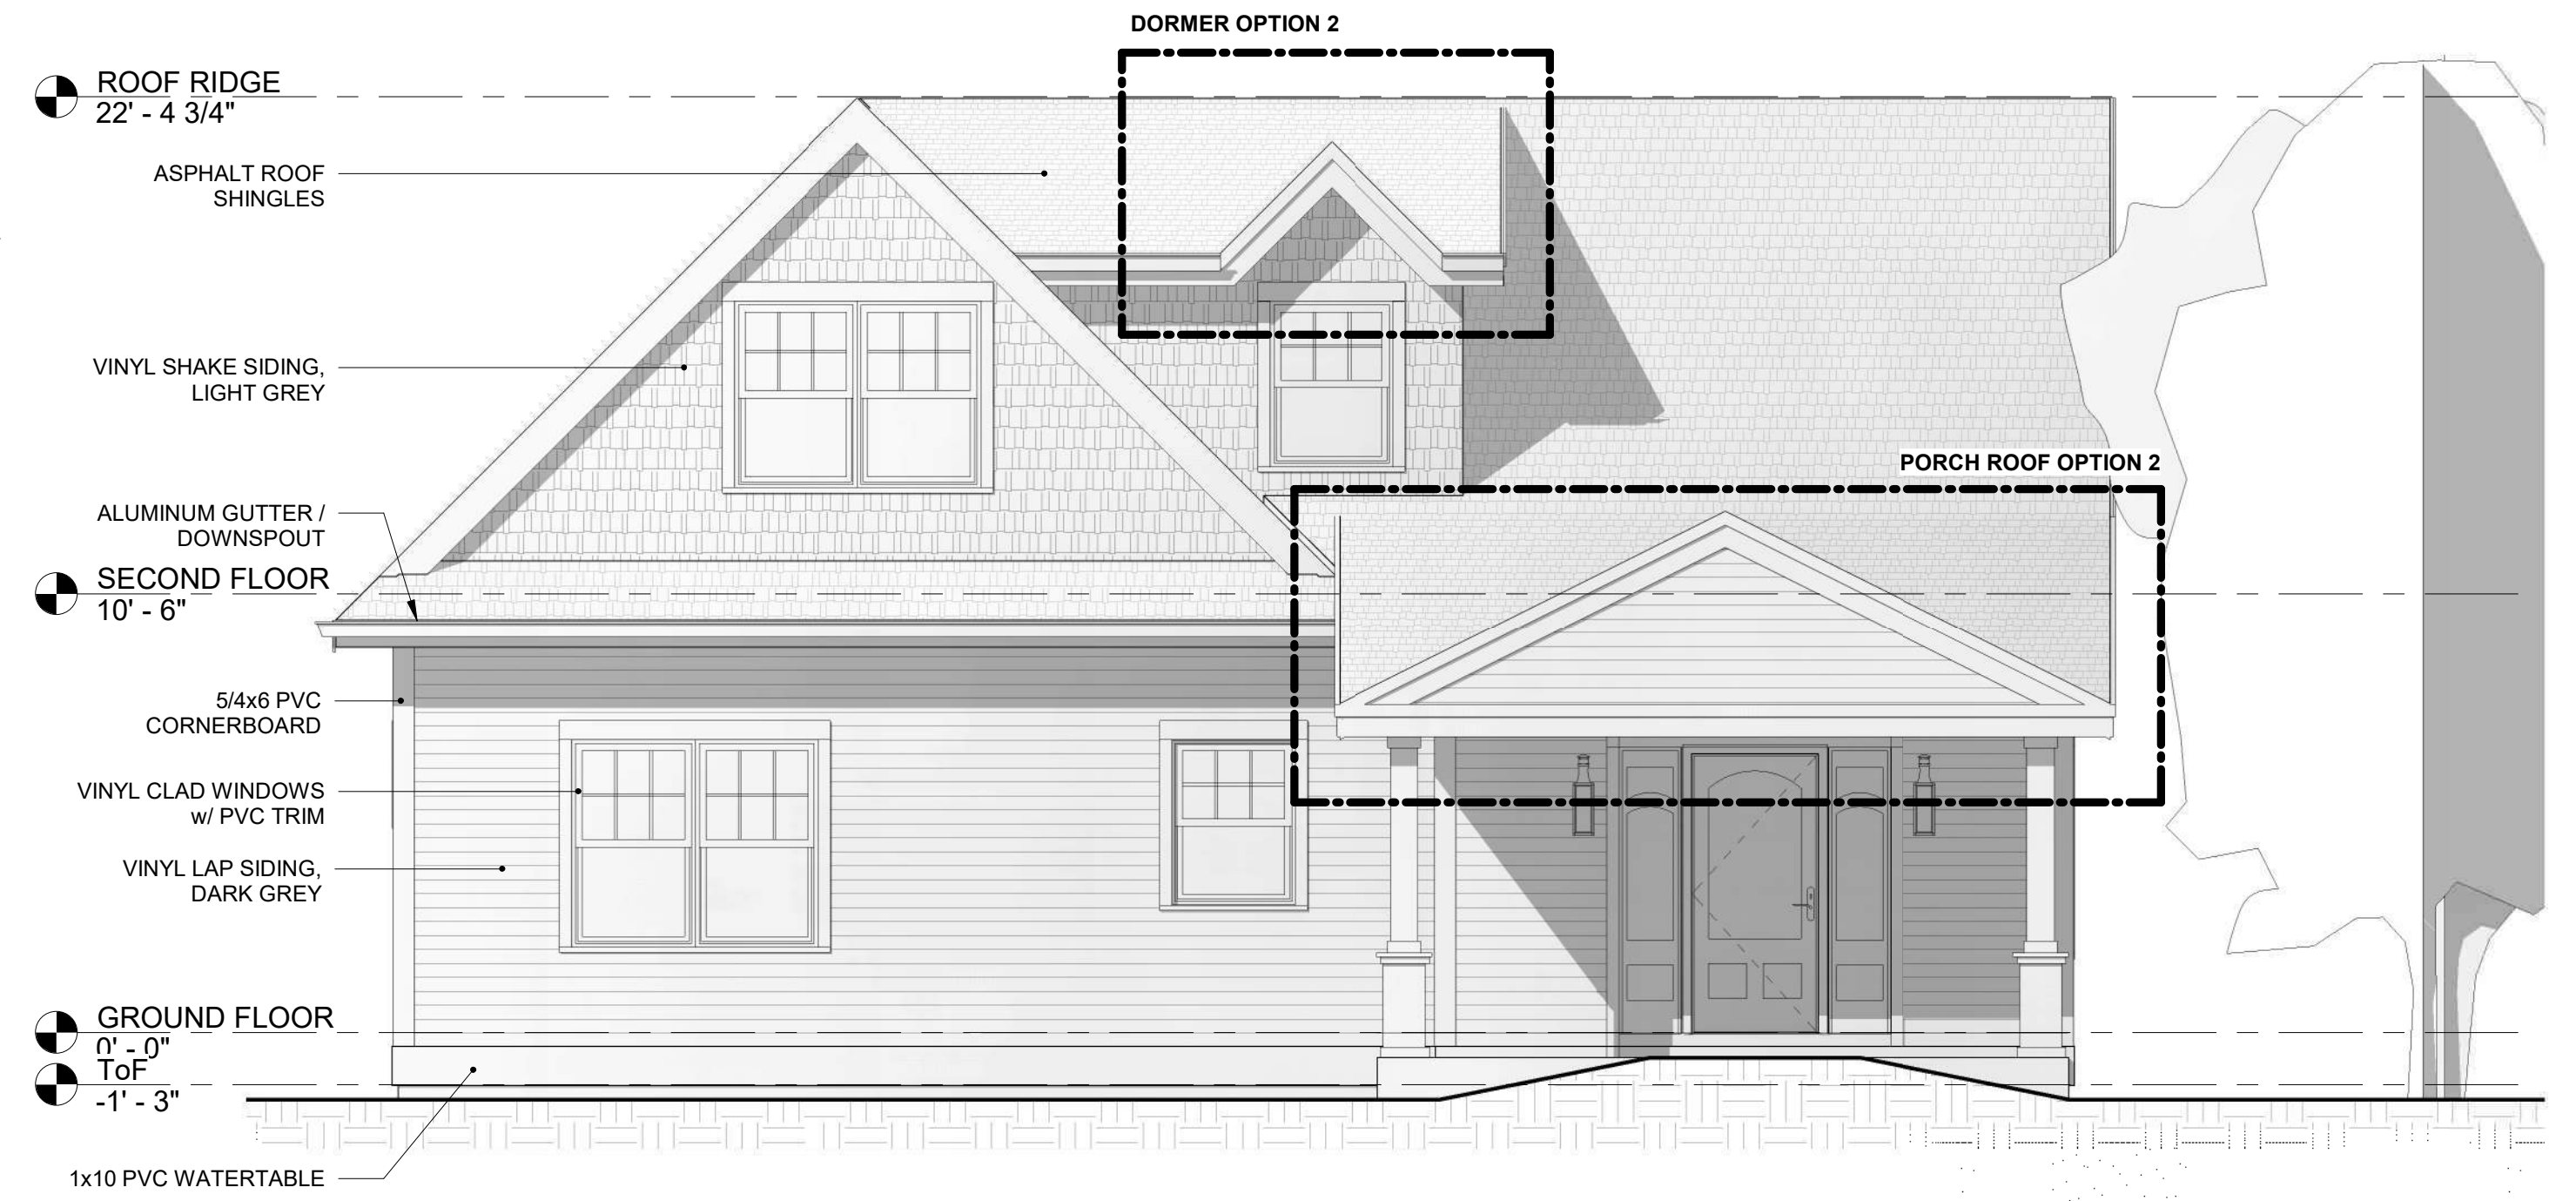 DORMER OPTION 2
ROOF RIDGE
22' - 4 3/4"
ASPHALT ROOF
SHINGLES
VINYL SHAKE SIDING,
LIGHT GREY
PORCH ROOF OPTION 2
ALUMINUM GUTTER /
DOWNSPOUT
SECOND FLOOR
10' - 6"
5/4x6 PVC
CORNERBOARD
VINYL CLAD WINDOWS
w/ PVC TRIM
VINYL LAP SIDING,
DARK GREY
GROUND FLOOR
0' - 0"
ToF
-1' - 3"
1x10 PVC WATERTABLE